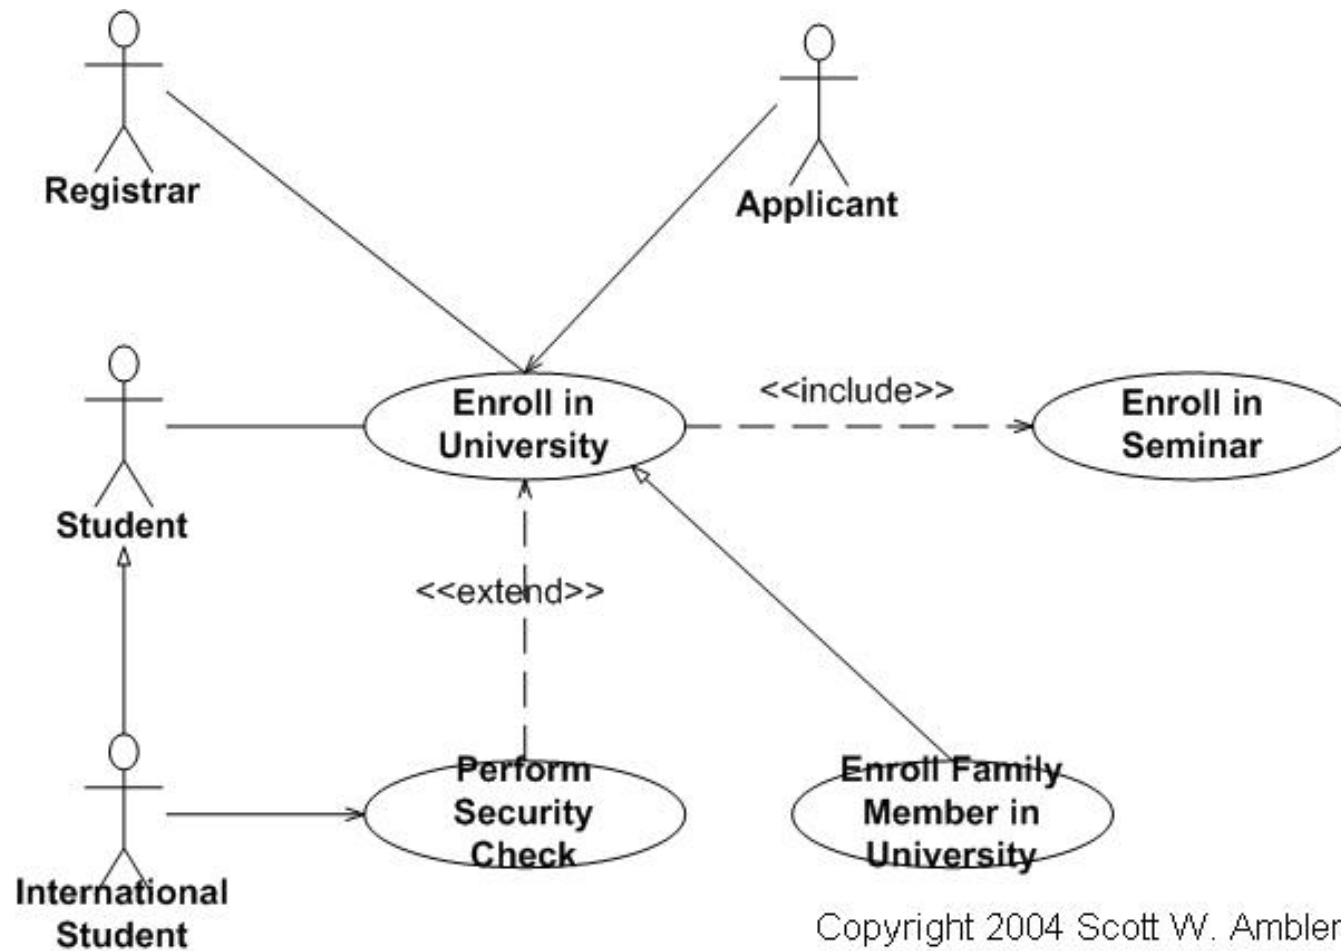 Registrar
Applicant
Enroll in
University
<<include>>
Enroll in
Seminar
Student
<<extend>>
Perform
Security
Check
Enroll Family
Member in
University
International
Student
Copyright 2004 Scott W. Ambler